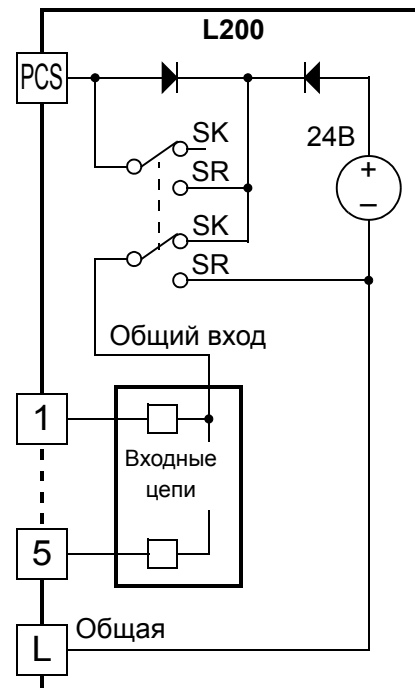 L200
PCS
SK
24В
SR
+
–
SK
SR
Общий вход
1
Входные
цепи
5
Общая
L